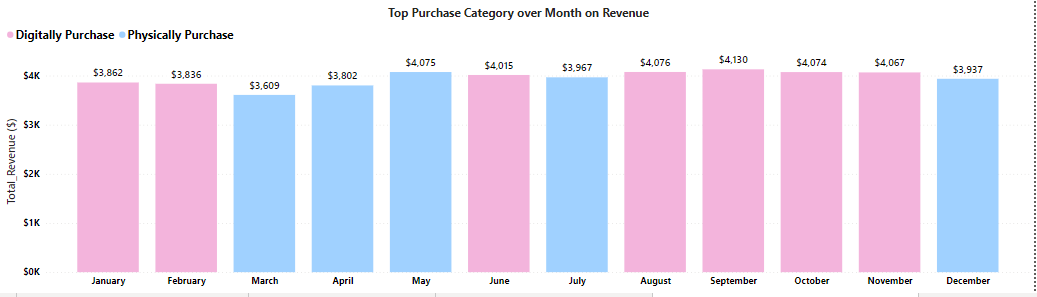 Top Purchase Category over Month on Revenue
Digitally Purchase Physically Purchase
Total_Revenue ($)
$4K
$3K
$2K
$1K
$0K
$3,862 $3,836 $3,609 $3,802 $4,075 $4,015 $3,967 $4,076 $4,130 $4,074 $4,067 $3,937
January February March April May June July August September October November December